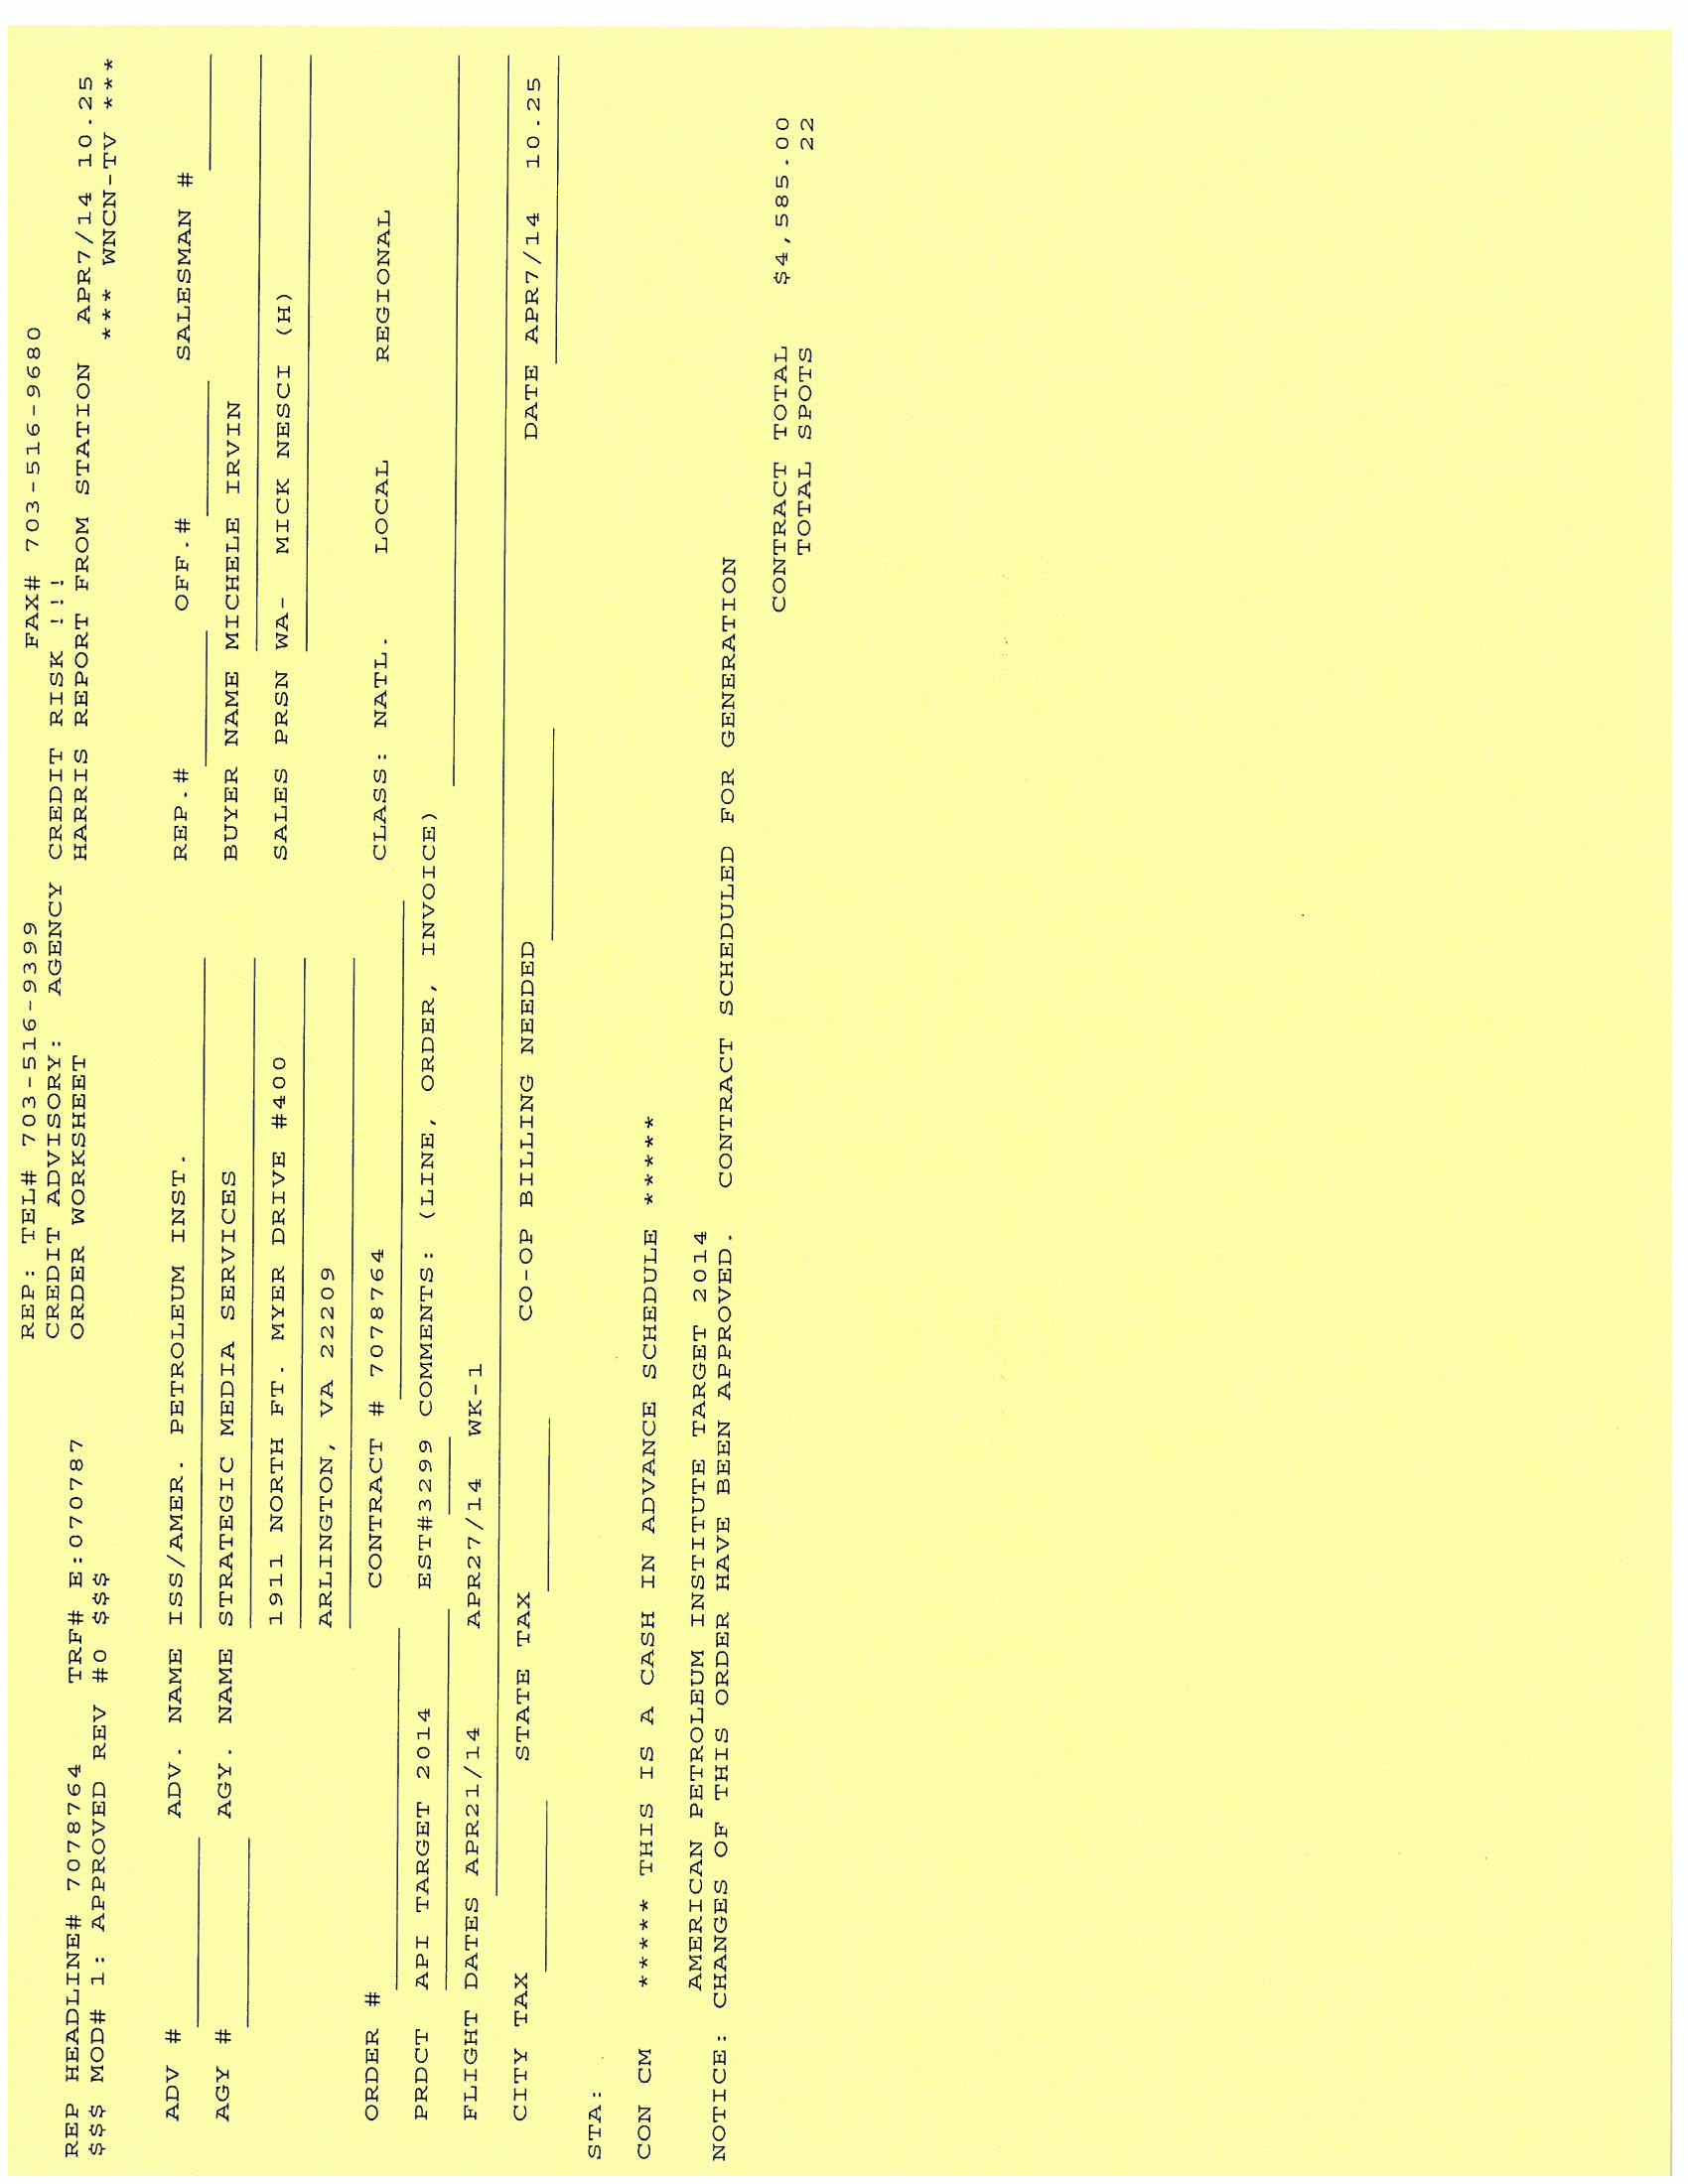 REP: TEL# 703-516-9399 FAX# 703-516-9680
CREDIT ADVISORY: AGENCY CREDIT RISK !!!
REP HEADLINE# 7078764 TRF# E:070787 ORDER WORKSHEET HARRIS REPORT FROM STATION APR7/14 10.25
$$$ MOD# 1: APPROVED REV #0 $$$ *** WNCN-TV ***
ADV # ADV. NAME ISS/AMER. PETROLEUM INST. REP.# OFF.# SALESMAN #
AGY # AGY. NAME STRATEGIC MEDIA SERVICES BUYER NAME MICHELE IRVIN
1911 NORTH FT. MYER DRIVE #400 SALES PRSN WA- MICK NESCI (H)
ARLINGTON, VA 22209
ORDER # CONTRACT # 7078764 CLASS: NATL. LOCAL REGIONAL
PRDCT API TARGET 2014 EST#3299 COMMENTS: (LINE, ORDER, INVOICE)
FLIGHT DATES APR21/14 APR27/14 WK-1
CITY TAX STATE TAX CO-OP BILLING NEEDED DATE APR7/14 10.25
STA:
CON CM ***** THIS IS A CASH IN ADVANCE SCHEDULE *****
AMERICAN PETROLEUM INSTITUTE TARGET 2014
NOTICE: CHANGES OF THIS ORDER HAVE BEEN APPROVED. CONTRACT SCHEDULED FOR GENERATION
CONTRACT TOTAL $4,585.00
TOTAL SPOTS 22